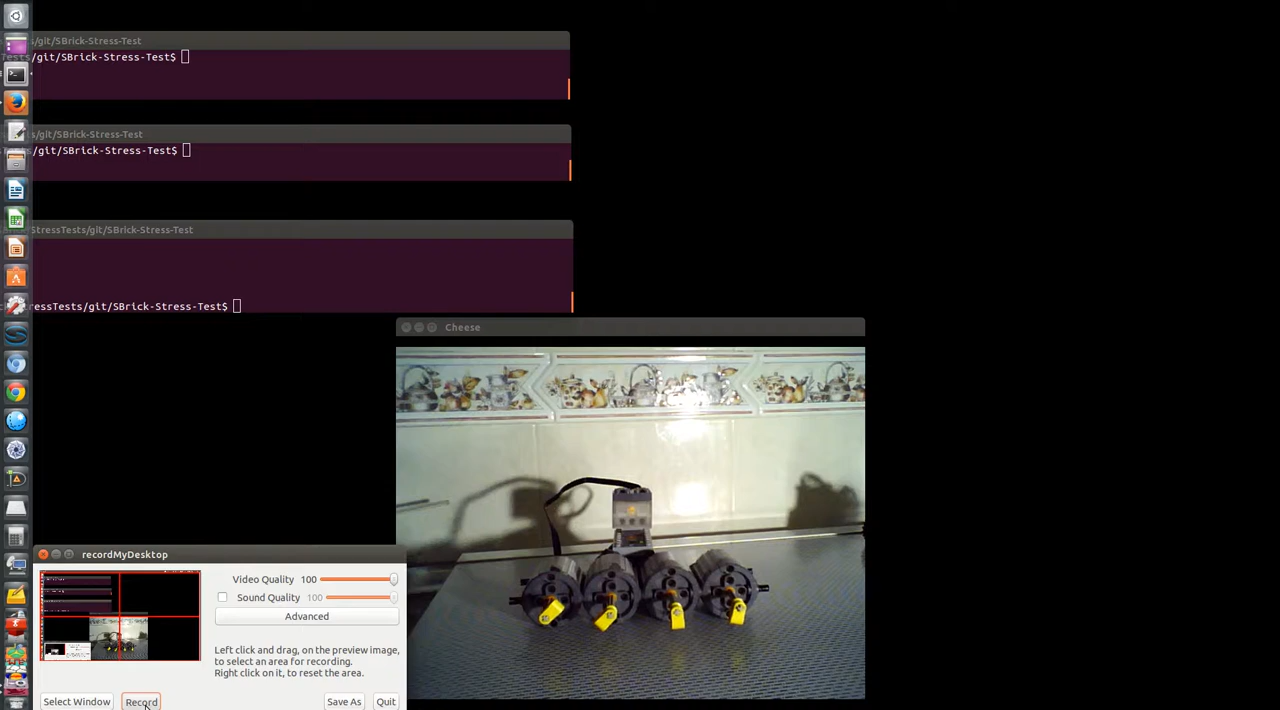 s/git/SBrick-Stress-Test
Tests/git/SBrick-Stress-Test$
s/git/SBrick-Stress-Test
Tests/git/SBrick-Stress-Test$
StressTests/git/SBrick-Stress-Test
ressTests/git/SBrick-Stress-Test$
Cheese
recordMyDesktop
Video Quality 100
Sound Quality 100
Advanced
Left click and drag, on the preview image,
to select an area for recording.
Right click on it, to reset the area.
Select Window Record Save As Quit